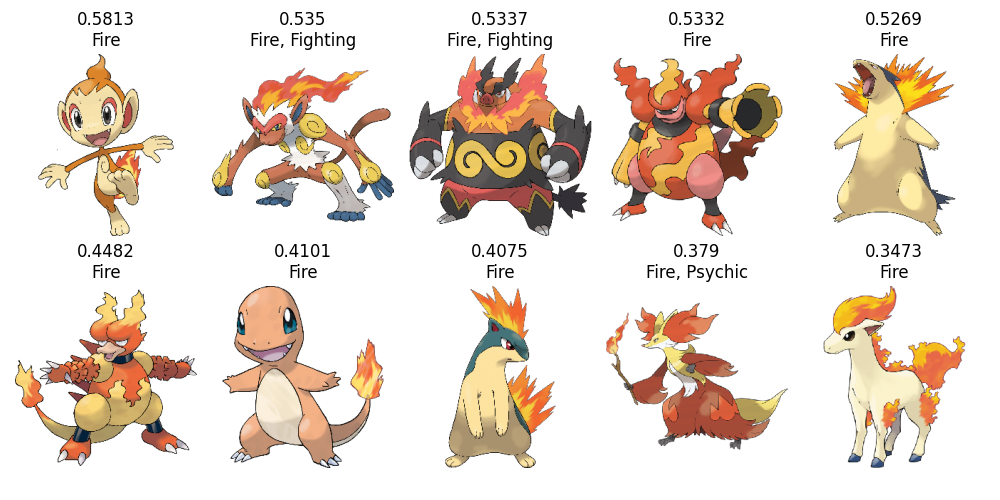 0.5813
Fire
0.535
Fire, Fighting
0.5337
Fire, Fighting
0.5332
Fire
0.5269
Fire
0.4482
Fire
0.4101
Fire
0.4075
Fire
0.379
Fire, Psychic
0.3473
Fire